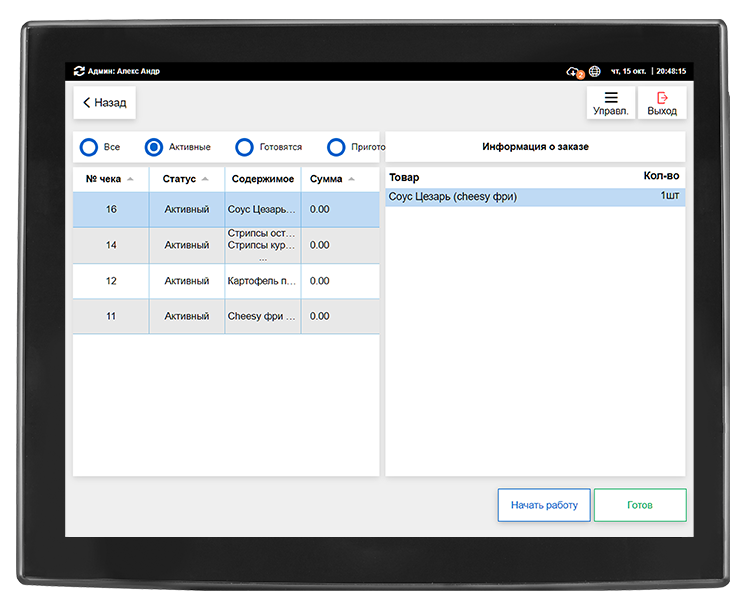 Админ: Алекс Андр
2
чт, 15 окт. | 20:48:15
Назад
Управл.
Выход
Все
Активные
Готовятся
Пригото
Информация о заказе
№ чека
Статус
Содержимое
Сумма
Товар
Кол-во
16
Активный
Соус Цезарь...
0.00
Соус Цезарь (cheesy фри)
1шт
14
Активный
Стрипсы ост...
Стрипсы кур...
...
0.00
12
Активный
Картофель п...
0.00
11
Активный
Cheesy фри ...
0.00
Начать работу
Готов